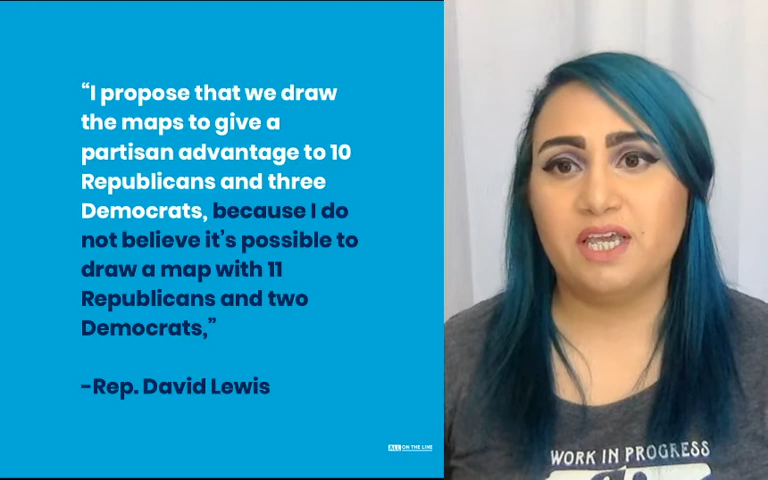 “I propose that we draw
the maps to give a
partisan advantage to 10
Republicans and three
Democrats, because I do
not believe it’s possible to
draw a map with 11
Republicans and two
Democrats,”
-Rep. David Lewis
ALL ON THE LINE
WORK IN PROGRESS